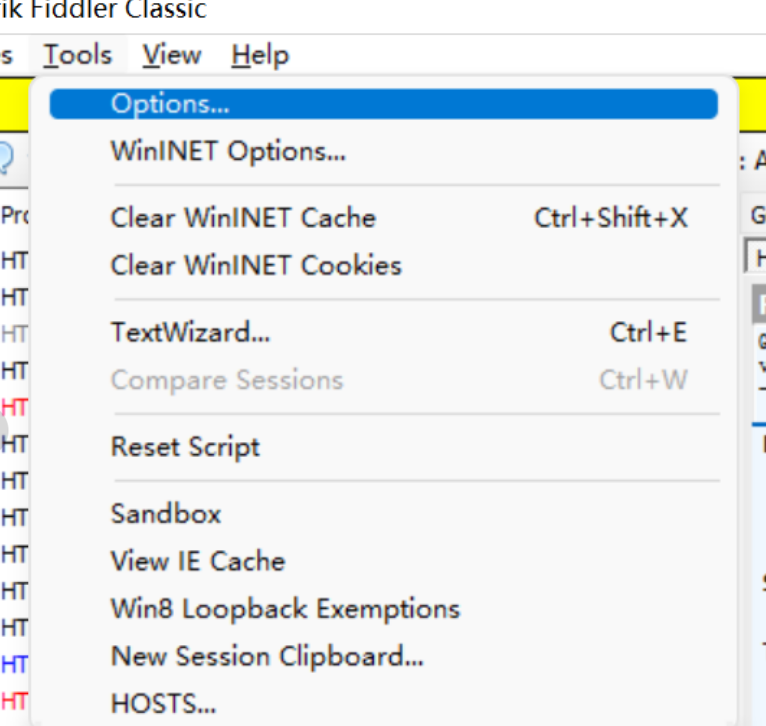 Fiddler Classic
Tools View Help
Options...
WinINET Options...
Clear WinINET Cache Ctrl+Shift+X
Clear WinINET Cookies
TextWizard... Ctrl+E
Compare Sessions Ctrl+W
Reset Script
Sandbox
View IE Cache
Win8 Loopback Exemptions
New Session Clipboard...
HOSTS...
HT
HT
HT
HT
HT
HT
HT
HT
HT
HT
HT
HT
HT